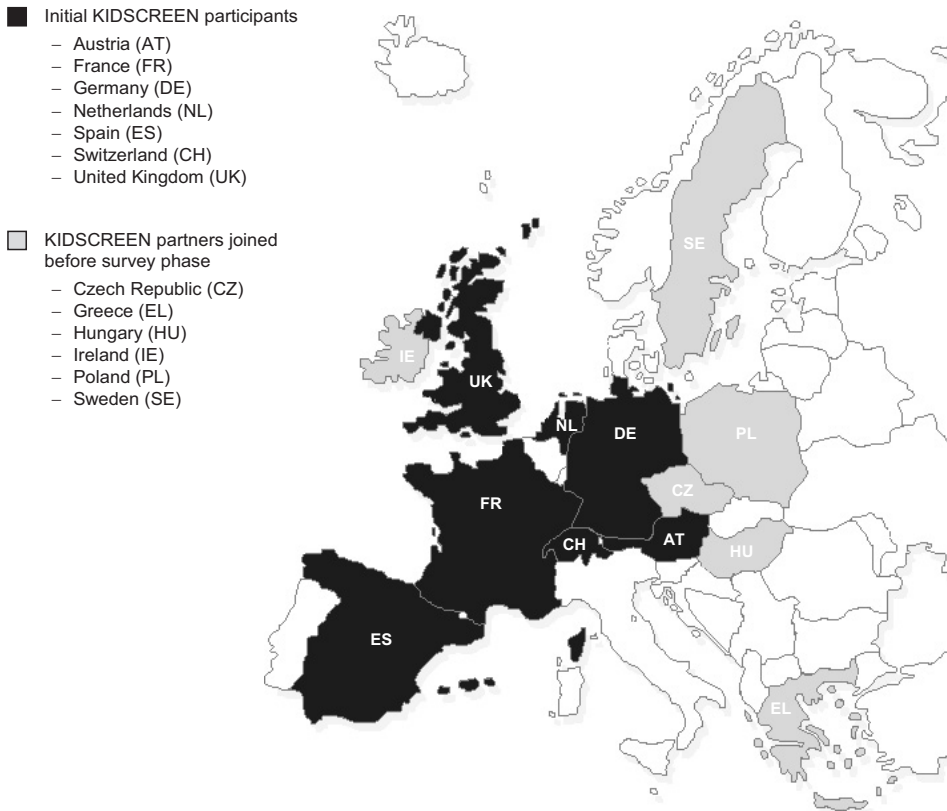 Initial KIDSCREEN participants
– Austria (AT)
– France (FR)
– Germany (DE)
– Netherlands (NL)
– Spain (ES)
– Switzerland (CH)
– United Kingdom (UK)
KIDSCREEN partners joined
before survey phase
– Czech Republic (CZ)
– Greece (EL)
– Hungary (HU)
– Ireland (IE)
– Poland (PL)
– Sweden (SE)
SE
IE
UK
NL
DE
PL
CZ
FR
CH
AT
HU
ES
EL